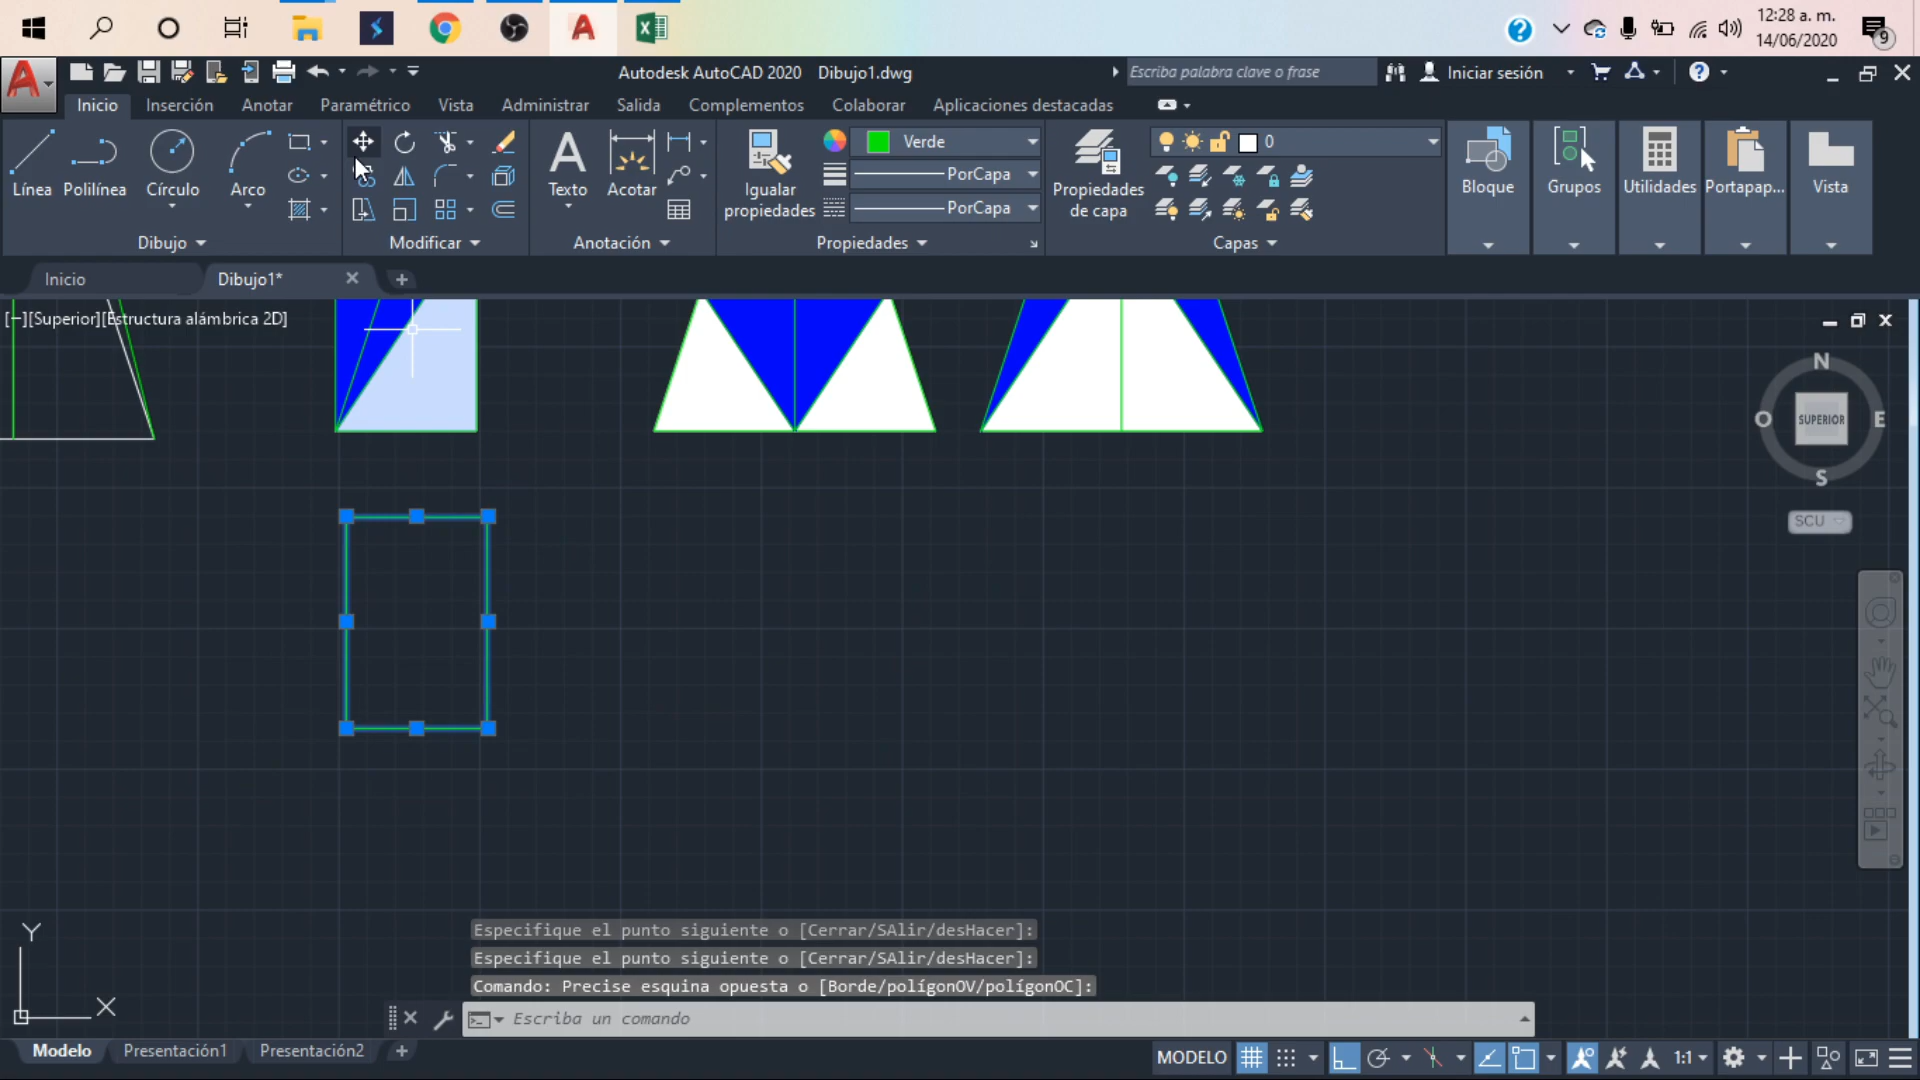 12:28 a. m.
14/06/2020
9
Autodesk AutoCAD 2020 Dibujo1.dwg
Escriba palabra clave o frase
Iniciar sesión
Inicio Inserción Anotar Paramétrico Vista Administrar Salida Complementos Colaborar Aplicaciones destacadas
Verde
0
PorCapa
PorCapa
Línea Polilínea Círculo Arco
Texto Acotar
Igualar propiedades
Propiedades de capa
Bloque Grupos Utilidades Portapap... Vista
Dibujo Modificar Anotación Propiedades Capas
Inicio Dibujo1*
[−][Superior][Estructura alámbrica 2D]
N
O SUPERIOR E
S
SCU
Y
X
Especifique el punto siguiente o [Cerrar/SAlir/desHacer]:
Especifique el punto siguiente o [Cerrar/SAlir/desHacer]:
Comando: Precise esquina opuesta o [Borde/polígonOV/polígonOC]:
Escriba un comando
Modelo Presentación1 Presentación2
MODELO 1:1